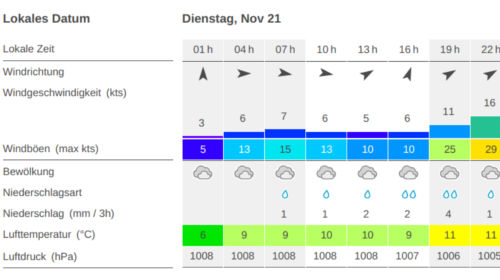 Lokales Datum Dienstag, Nov 21
Lokale Zeit 01 h 04 h 07 h 10 h 13 h 16 h 19 h 22 h
Windrichtung
Windgeschwindigkeit (kts) 3 6 7 6 5 6 11 16
Windböen (max kts) 5 13 15 13 10 10 25 29
Bewölkung
Niederschlagsart
Niederschlag (mm / 3h) 1 1 2 2 4 1
Lufttemperatur (°C) 6 9 9 10 10 9 11 11
Luftdruck (hPa) 1008 1008 1008 1008 1008 1007 1006 1005